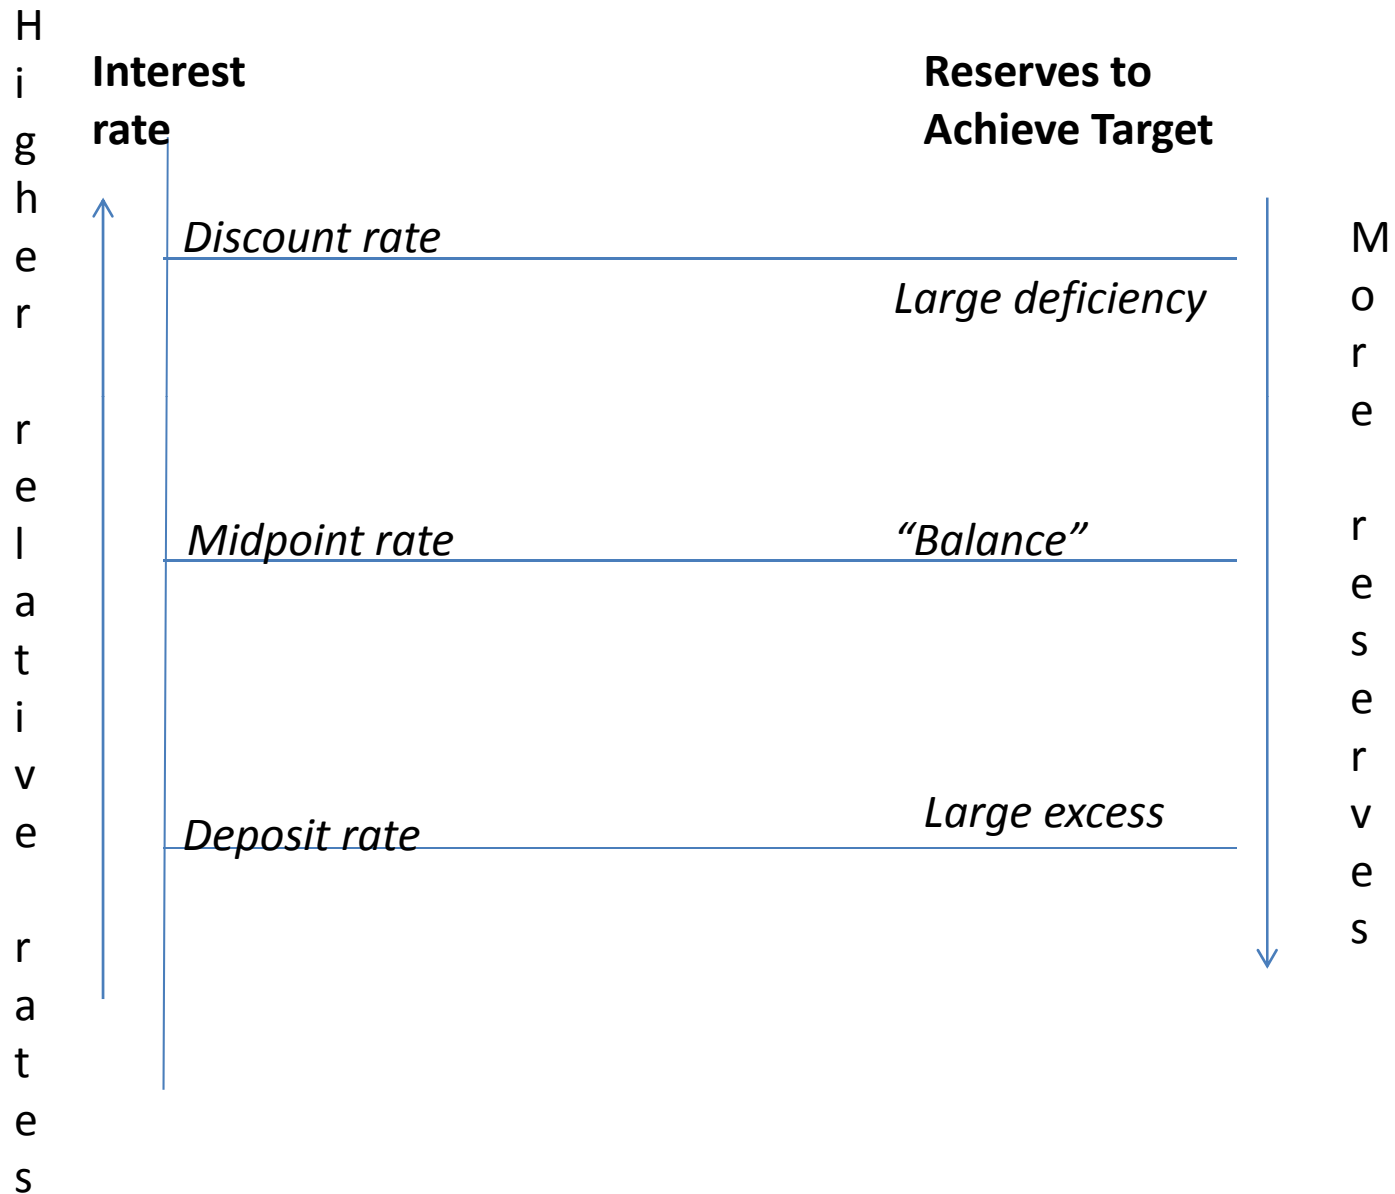 Higher relative rates
Interest
rate
Reserves to
Achieve Target
Discount rate
Large deficiency
Midpoint rate
“Balance”
Deposit rate
Large excess
More reserves